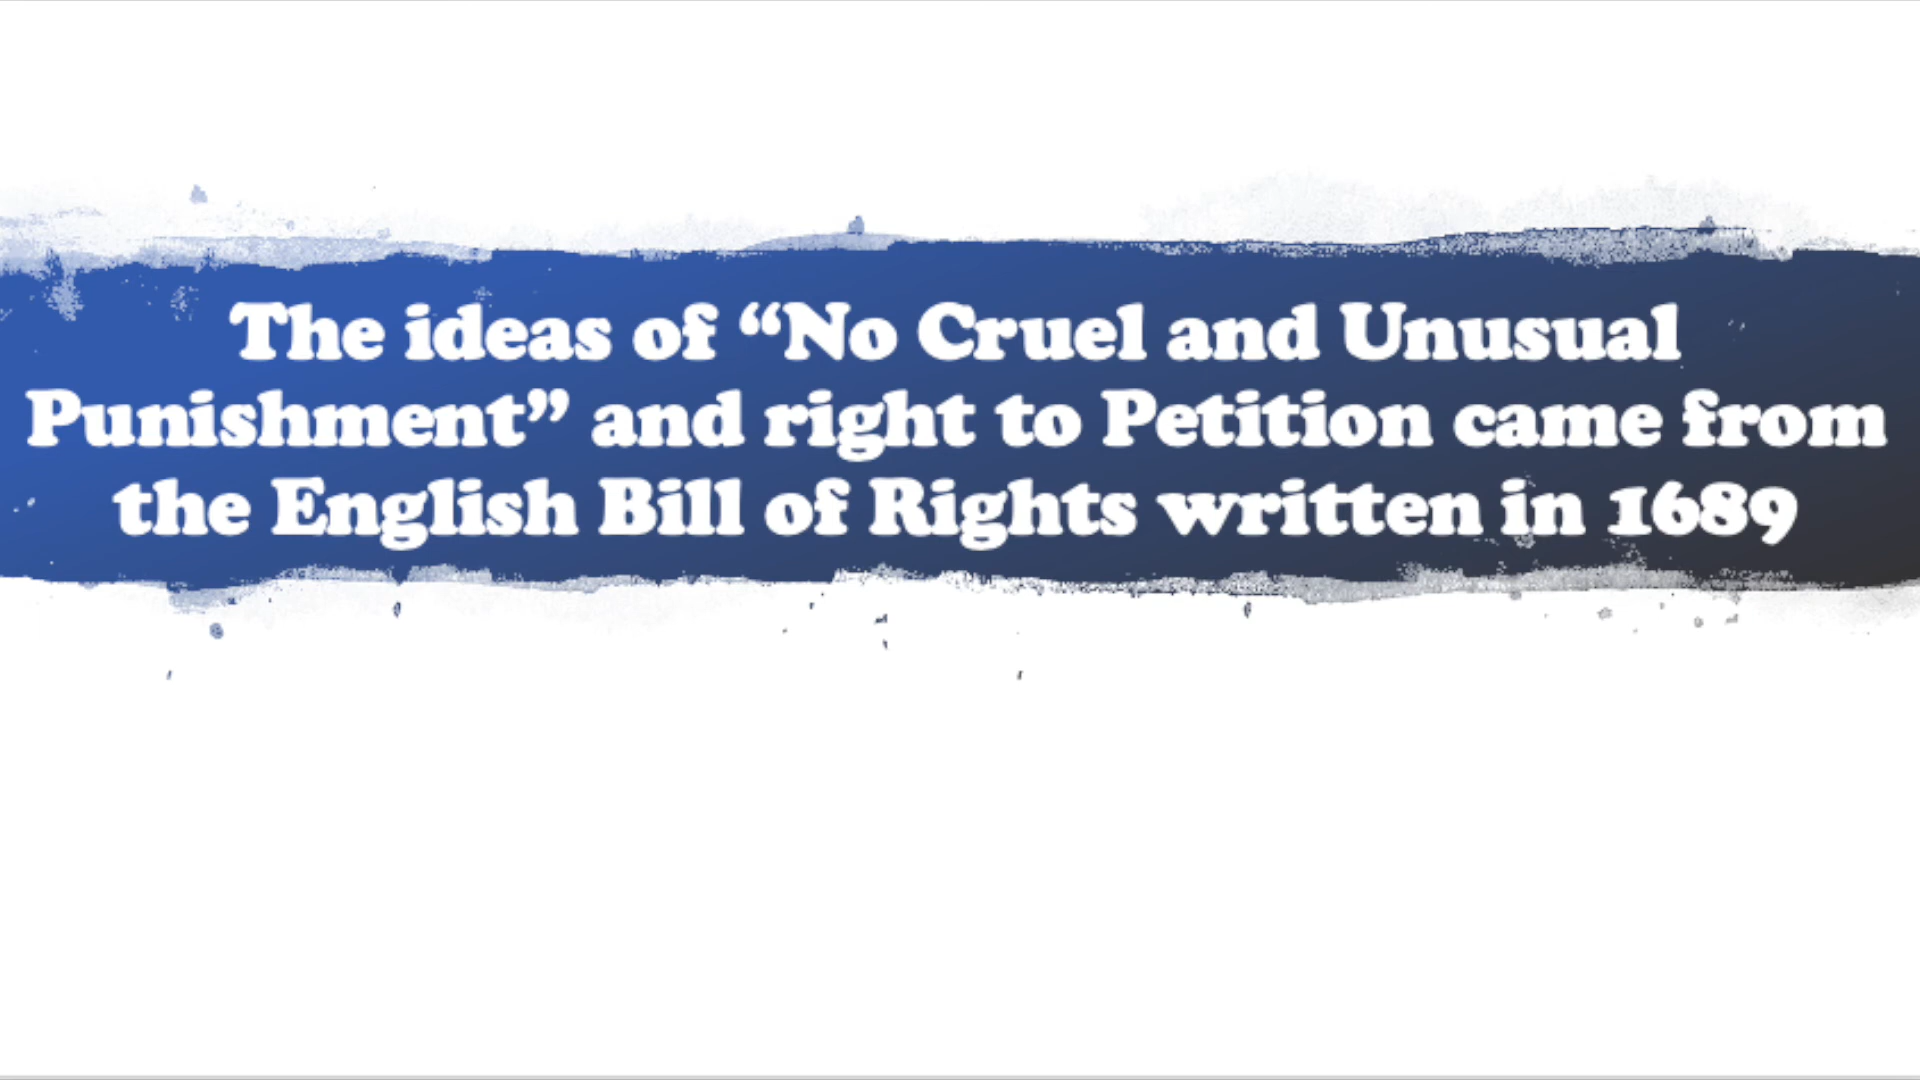 The ideas of “No Cruel and Unusual
Punishment” and right to Petition came from
the English Bill of Rights written in 1689